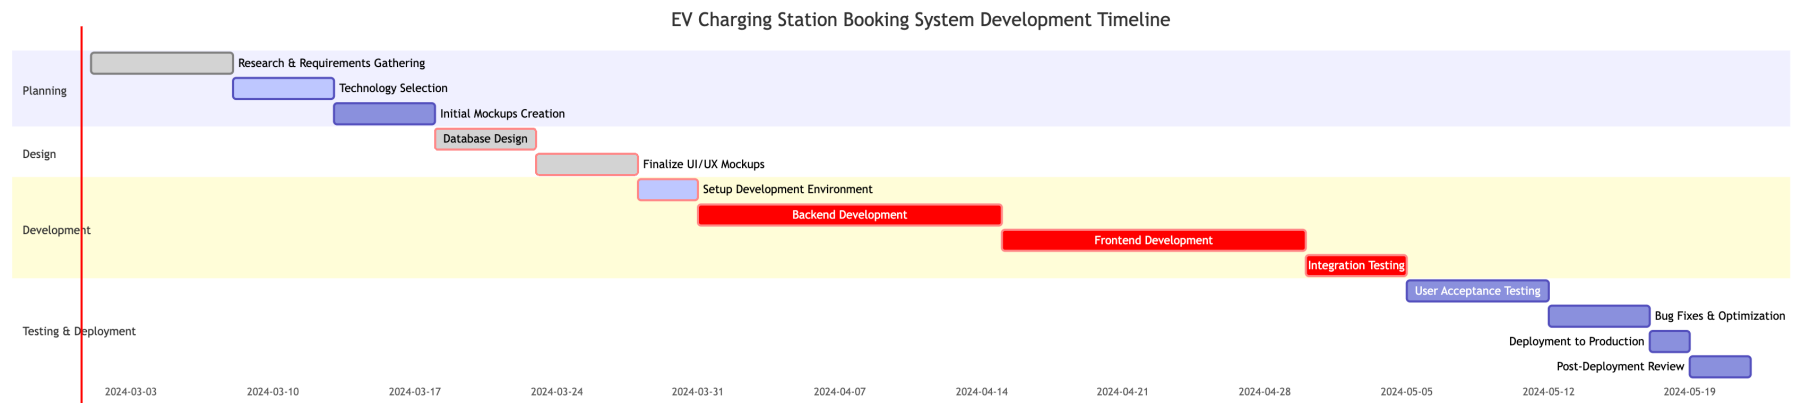 EV Charging Station Booking System Development Timeline
Planning
Research & Requirements Gathering
Technology Selection
Initial Mockups Creation
Design
Database Design
Finalize UI/UX Mockups
Development
Setup Development Environment
Backend Development
Frontend Development
Integration Testing
Testing & Deployment
User Acceptance Testing
Bug Fixes & Optimization
Deployment to Production
Post-Deployment Review
2024-03-03 2024-03-10 2024-03-17 2024-03-24 2024-03-31 2024-04-07 2024-04-14 2024-04-21 2024-04-28 2024-05-05 2024-05-12 2024-05-19